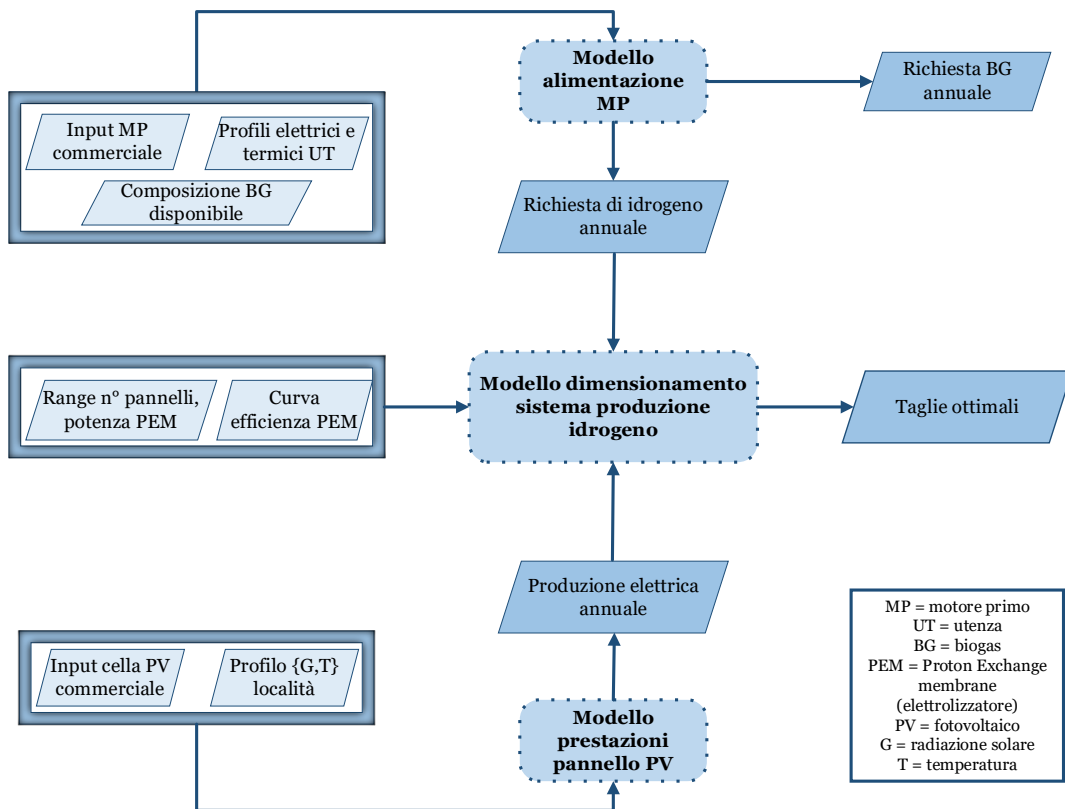 Modello
alimentazione
MP
Richiesta BG
annuale
Input MP
commerciale
Profili elettrici e
termici UT
Composizione BG
disponibile
Richiesta di idrogeno
annuale
Range n° pannelli,
potenza PEM
Curva
efficienza PEM
Modello dimensionamento
sistema produzione
idrogeno
Taglie ottimali
Produzione elettrica
annuale
Input cella PV
commerciale
Profilo {G,T}
località
Modello
prestazioni
pannello PV
MP = motore primo
UT = utenza
BG = biogas
PEM = Proton Exchange
membrane
(elettrolizzatore)
PV = fotovoltaico
G = radiazione solare
T = temperatura